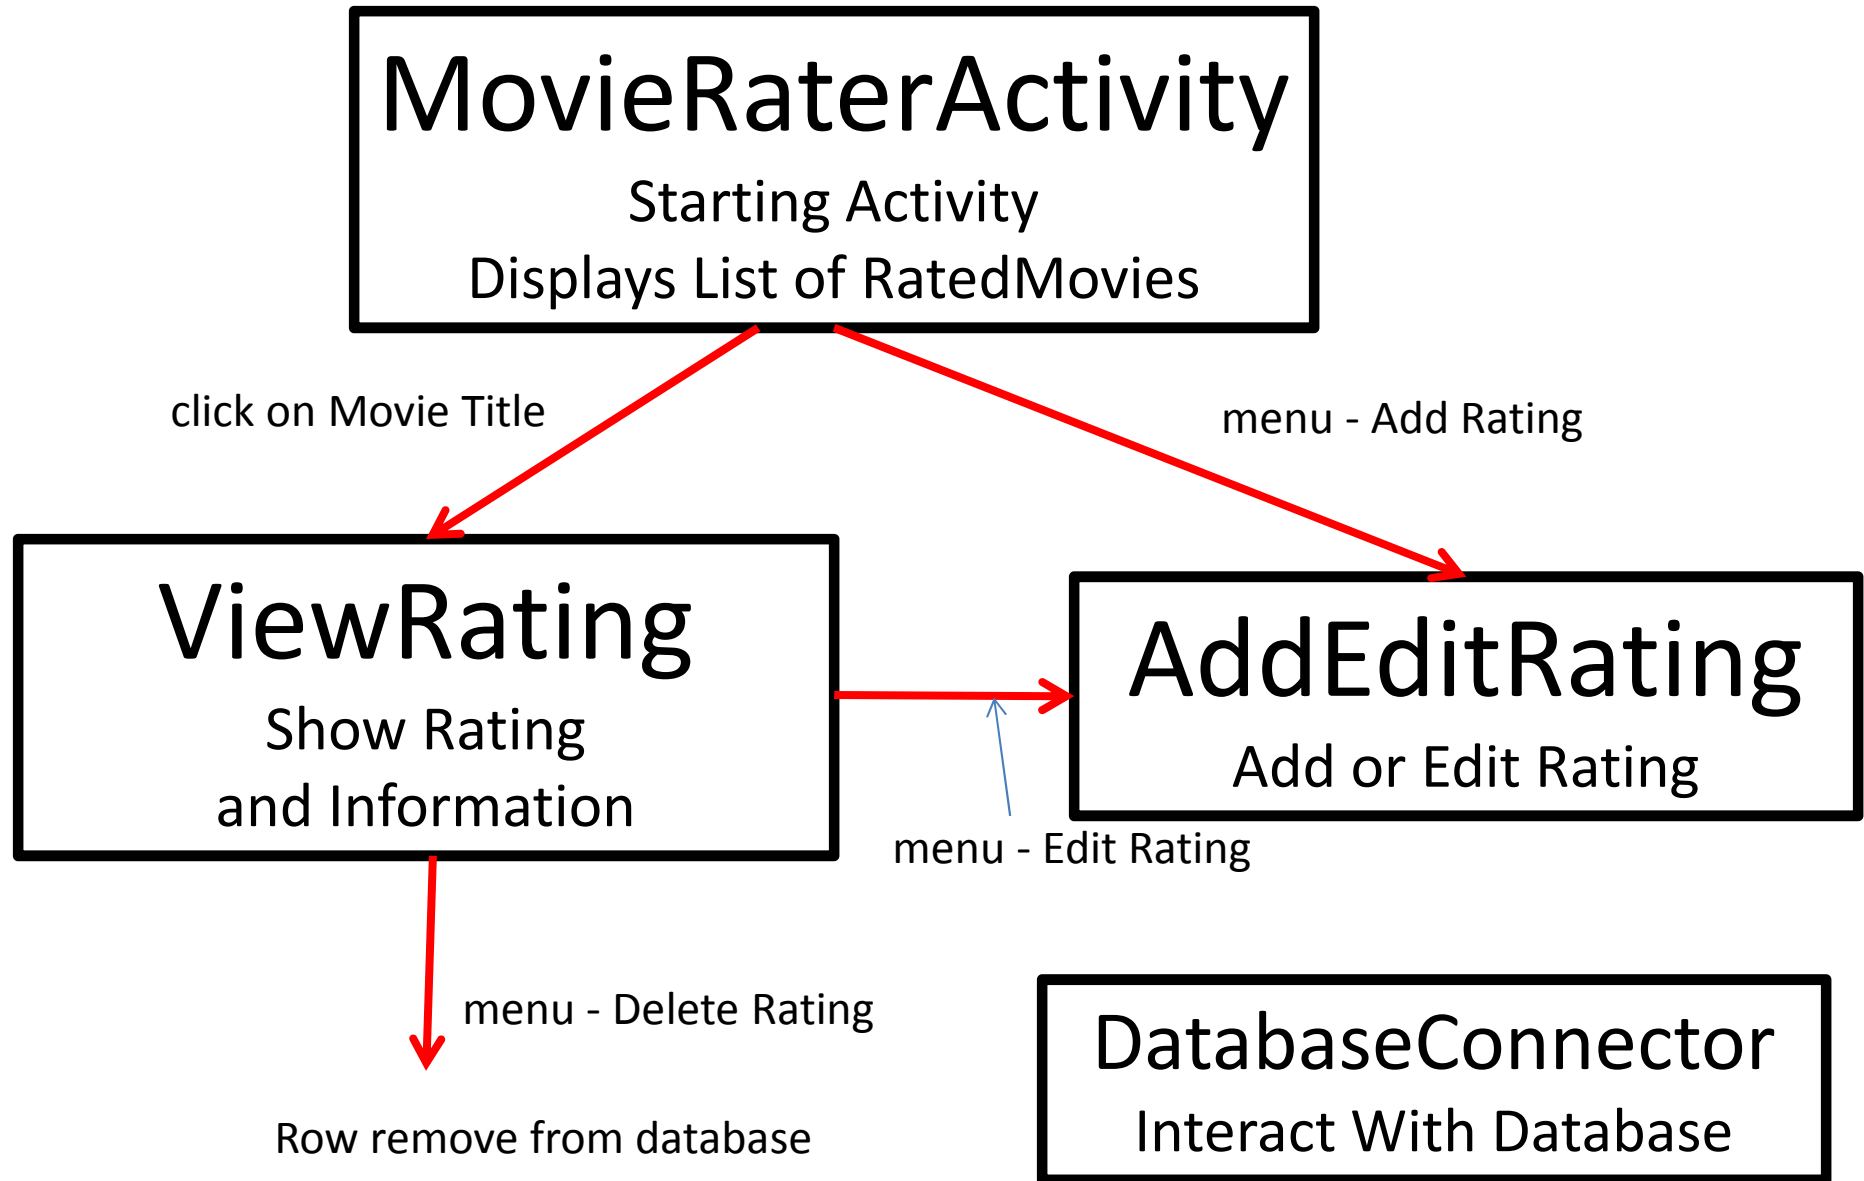 MovieRaterActivity
Starting Activity
Displays List of RatedMovies
click on Movie Title
menu - Add Rating
ViewRating
Show Rating
and Information
AddEditRating
Add or Edit Rating
menu - Edit Rating
menu - Delete Rating
Row remove from database
DatabaseConnector
Interact With Database